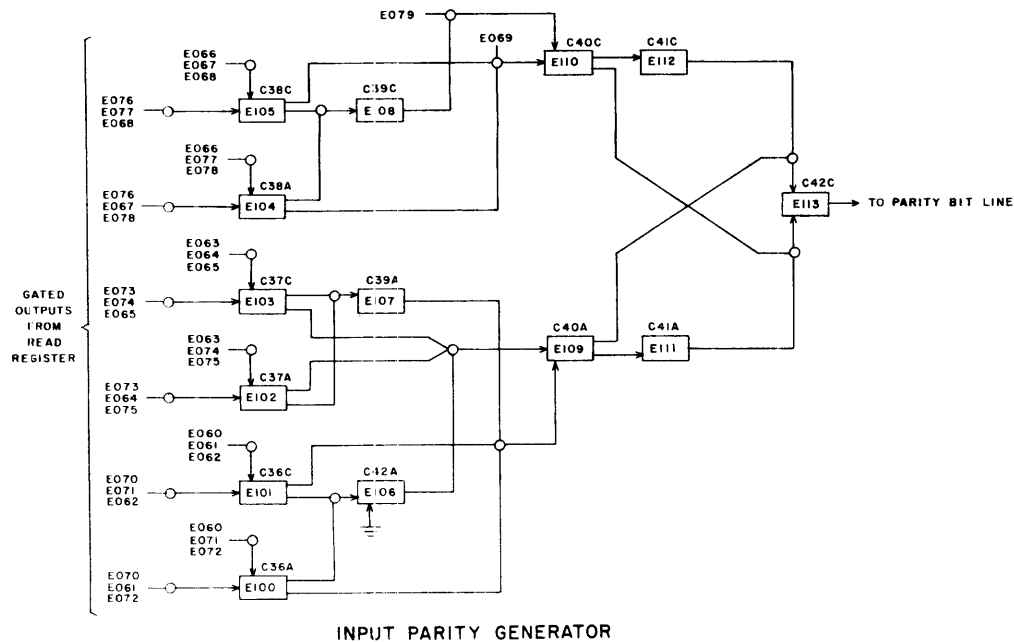 E079
E069
C40C
E110
C41C
E112
E066
E067
E068
C38C
E105
C39C
E108
E076
E077
E068
E066
E077
E078
C38A
E104
E076
E067
E078
C42C
E113
TO PARITY BIT LINE
GATED
OUTPUTS
FROM
READ
REGISTER
E063
E064
E065
C37C
E103
C39A
E107
E073
E074
E065
E063
E074
E075
C37A
E102
E073
E064
E075
C40A
E109
C41A
E111
E060
E061
E062
C36C
E101
C42A
E106
E070
E071
E062
E060
E071
E072
C36A
E100
E070
E061
E072
INPUT PARITY GENERATOR